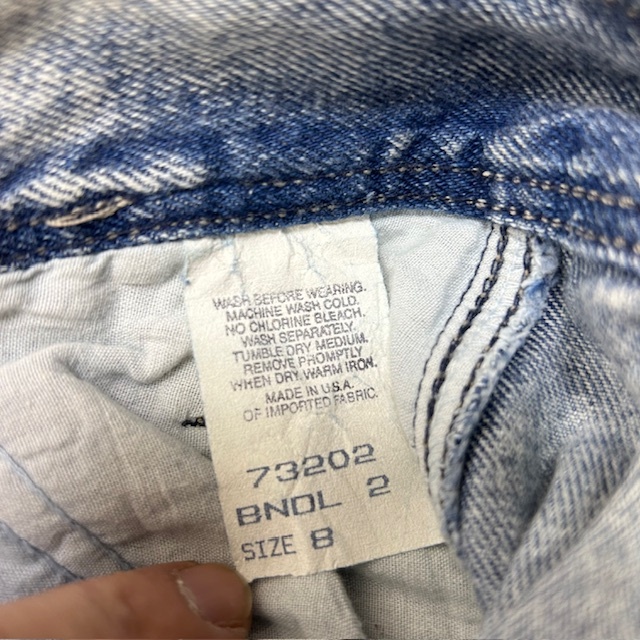 WASH BEFORE WEARING.
MACHINE WASH COLD.
NO CHLORINE BLEACH.
WASH SEPARATELY.
TUMBLE DRY MEDIUM.
REMOVE PROMPTLY
WHEN DRY. WARM IRON.
MADE IN U.S.A.
OF IMPORTED FABRIC.
73202
BNDL 2
SIZE 8